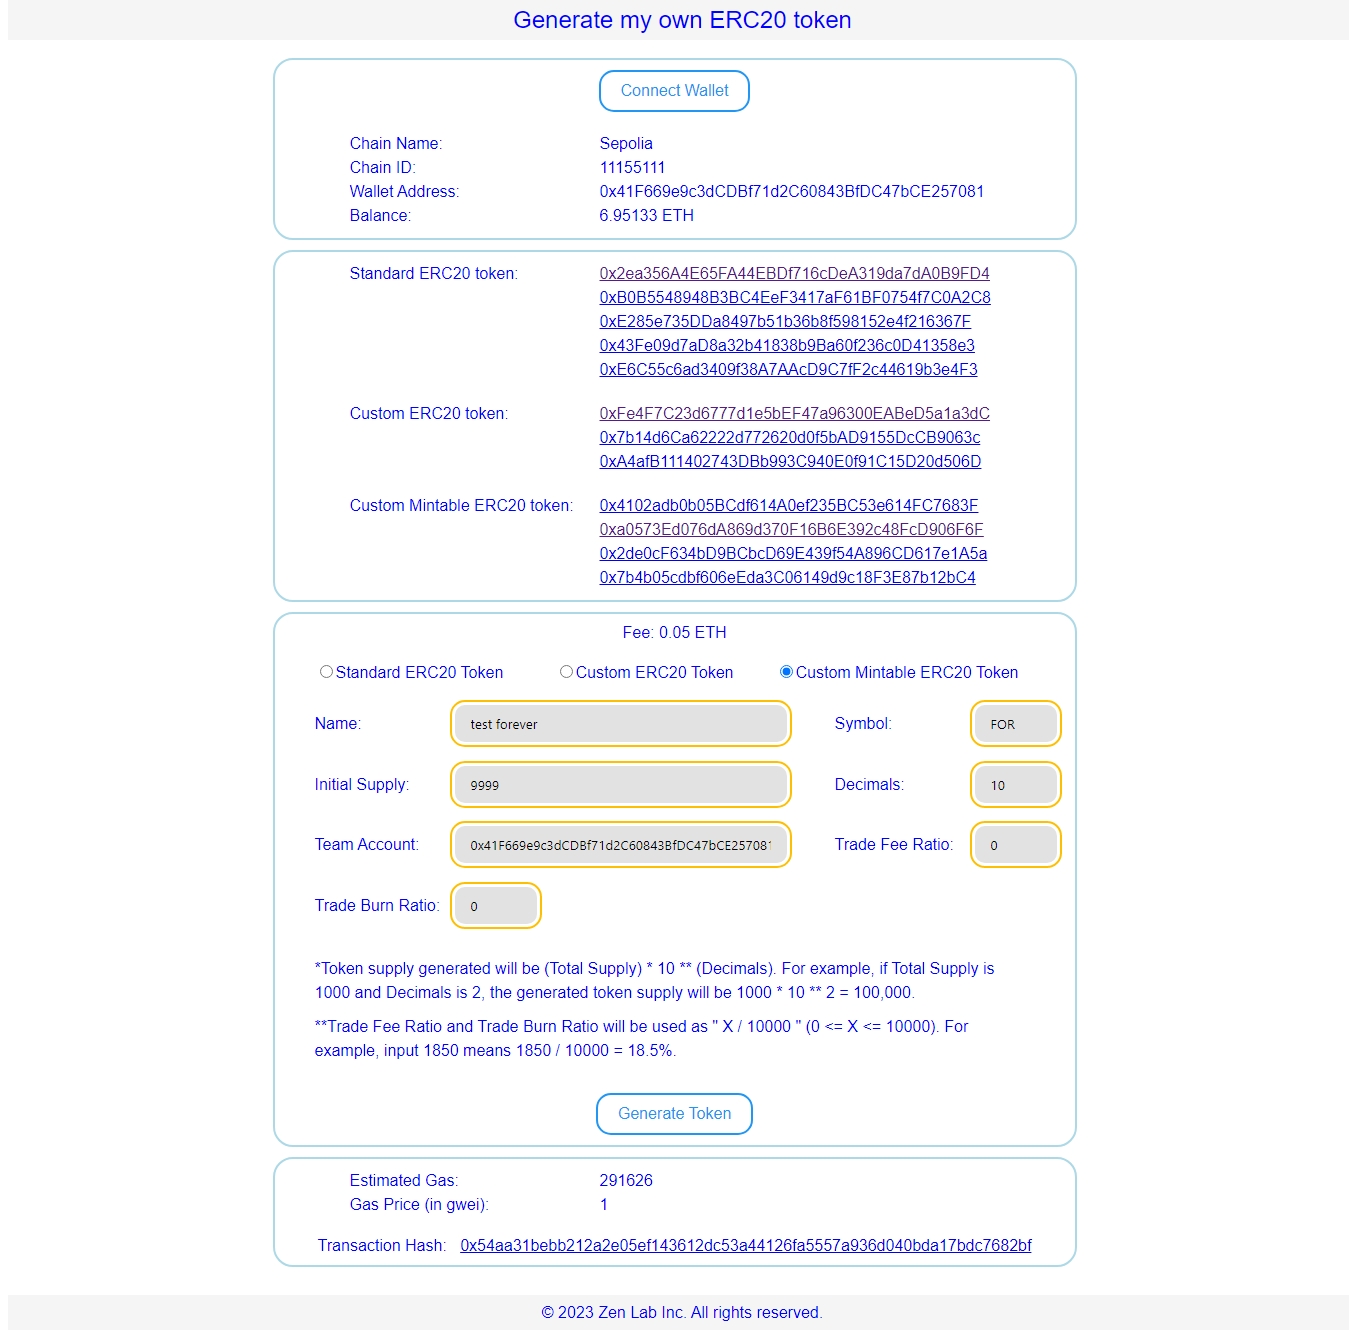 Generate my own ERC20 token
Connect Wallet
Chain Name: Sepolia
Chain ID: 11155111
Wallet Address: 0x41F669e9c3dCDBf71d2C60843BfDC47bCE257081
Balance: 6.95133 ETH
Standard ERC20 token: 0x2ea356A4E65FA44EBDf716cDeA319da7dA0B9FD4
0xB0B5548948B3BC4EeF3417aF61BF0754f7C0A2C8
0xE285e735DDa8497b51b36b8f598152e4f216367F
0x43Fe09d7aD8a32b41838b9Ba60f236c0D41358e3
0xE6C55c6ad3409f38A7AAcD9C7fF2c44619b3e4F3
Custom ERC20 token: 0xFe4F7C23d6777d1e5bEF47a96300EABeD5a1a3dC
0x7b14d6Ca62222d772620d0f5bAD9155DcCB9063c
0xA4afB111402743DBb993C940E0f91C15D20d506D
Custom Mintable ERC20 token: 0x4102adb0b05BCdf614A0ef235BC53e614FC7683F
0xa0573Ed076dA869d370F16B6E392c48FcD906F6F
0x2de0cF634bD9BCbcD69E439f54A896CD617e1A5a
0x7b4b05cdbf606eEda3C06149d9c18F3E87b12bC4
Fee: 0.05 ETH
Standard ERC20 Token Custom ERC20 Token Custom Mintable ERC20 Token
Name: test forever Symbol: FOR
Initial Supply: 9999 Decimals: 10
Team Account: 0x41F669e9c3dCDBf71d2C60843BfDC47bCE257081 Trade Fee Ratio: 0
Trade Burn Ratio: 0
*Token supply generated will be (Total Supply) * 10 ** (Decimals). For example, if Total Supply is
1000 and Decimals is 2, the generated token supply will be 1000 * 10 ** 2 = 100,000.
**Trade Fee Ratio and Trade Burn Ratio will be used as " X / 10000 " (0 <= X <= 10000). For
example, input 1850 means 1850 / 10000 = 18.5%.
Generate Token
Estimated Gas: 291626
Gas Price (in gwei): 1
Transaction Hash: 0x54aa31bebb212a2e05ef143612dc53a44126fa5557a936d040bda17bdc7682bf
© 2023 Zen Lab Inc. All rights reserved.